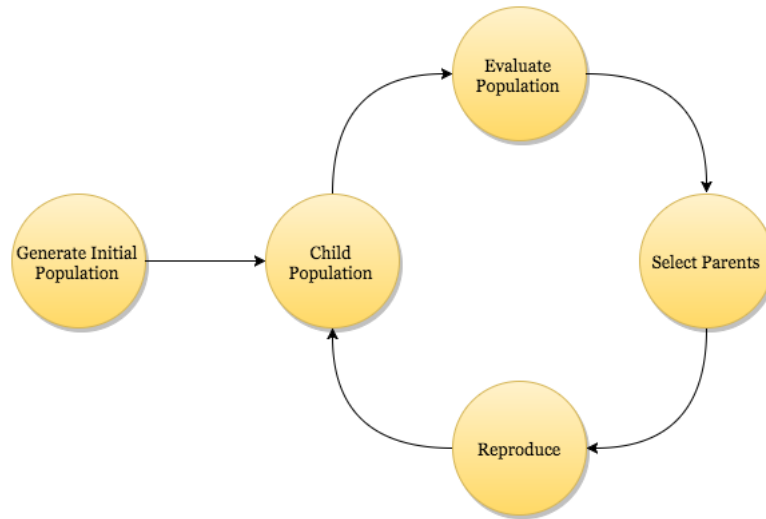 Evaluate
Population
Generate Initial
Population
Child
Population
Select Parents
Reproduce